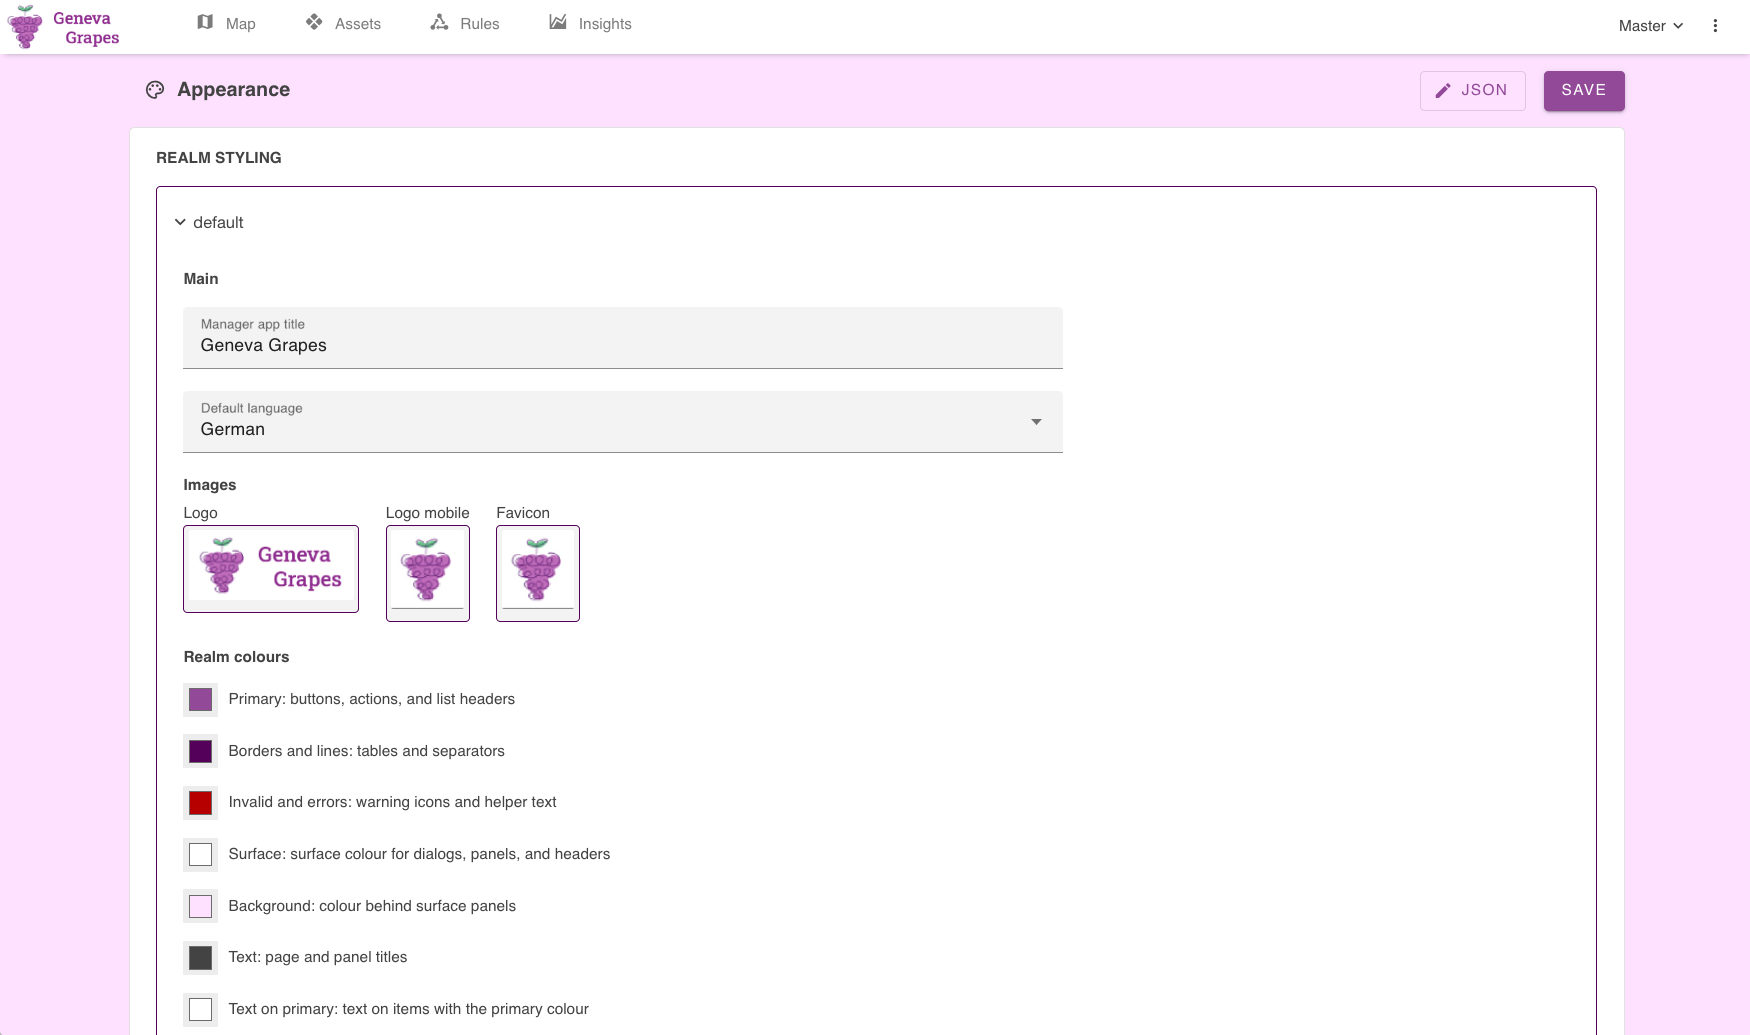 Geneva
Grapes
Map
Assets
Rules
Insights
Master
Appearance
JSON
SAVE
REALM STYLING
default
Main
Manager app title
Geneva Grapes
Default language
German
Images
Logo
Logo mobile
Favicon
Geneva
Grapes
Realm colours
Primary: buttons, actions, and list headers
Borders and lines: tables and separators
Invalid and errors: warning icons and helper text
Surface: surface colour for dialogs, panels, and headers
Background: colour behind surface panels
Text: page and panel titles
Text on primary: text on items with the primary colour